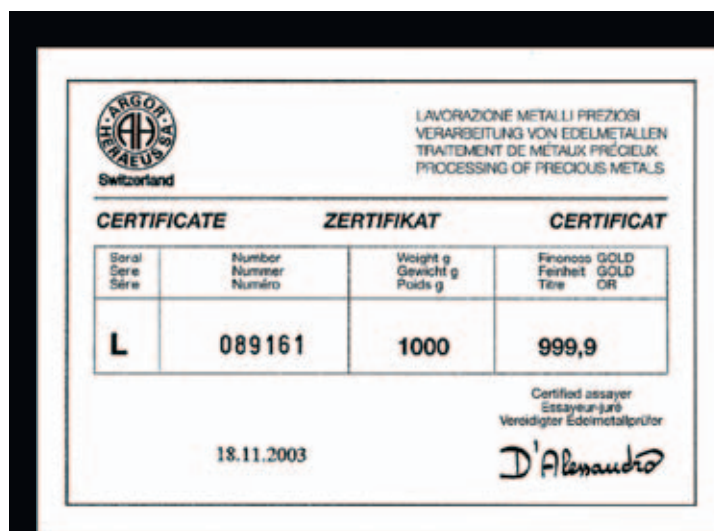 ARGOR
HERAEUS SA
AH
Switzerland
LAVORAZIONE METALLI PREZIOSI
VERARBEITUNG VON EDELMETALLEN
TRAITEMENT DE MÉTAUX PRÉCIEUX
PROCESSING OF PRECIOUS METALS
CERTIFICATE ZERTIFIKAT CERTIFICAT
Serial Number Weight g Fineness GOLD
Serie Nummer Gewicht g Feinheit GOLD
Série Numéro Poids g Titre OR
L 089161 1000 999,9
Certified assayer
Essayeur-juré
Vereidigter Edelmetallprüfer
18.11.2003 D'Alessandro